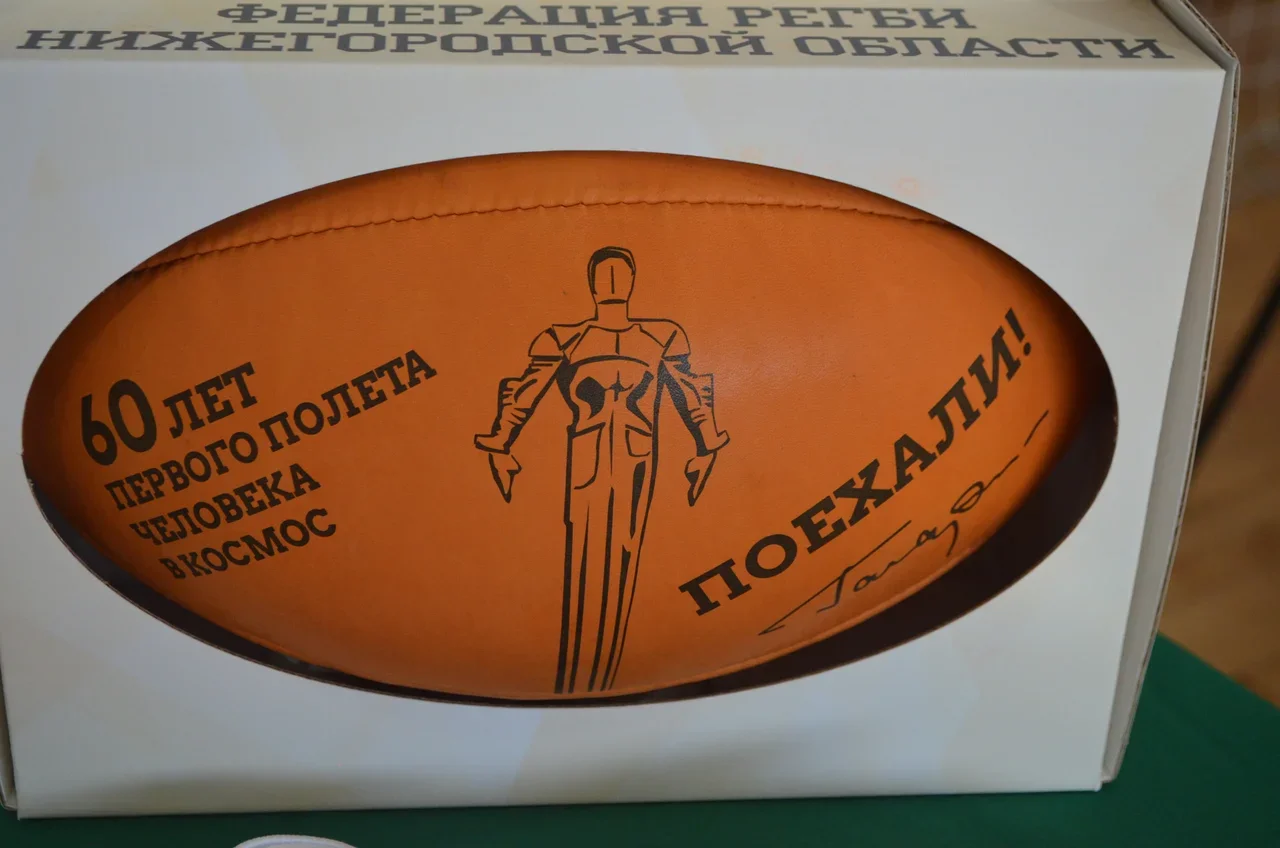 ФЕДЕРАЦИЯ РЕГБИ
НИЖЕГОРОДСКОЙ ОБЛАСТИ
60 ЛЕТ
ПЕРВОГО ПОЛЕТА
ЧЕЛОВЕКА
В КОСМОС
ПОЕХАЛИ!
Гагарин